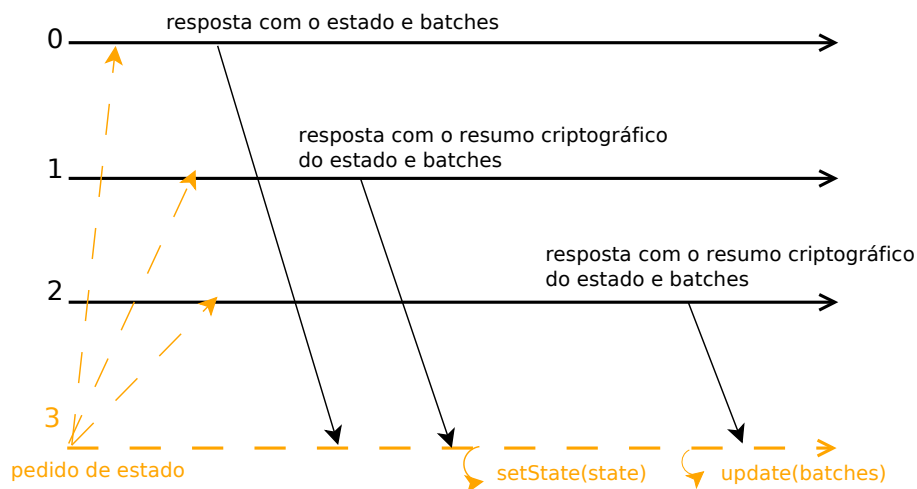 resposta com o estado e batches
0
resposta com o resumo criptográfico
do estado e batches
1
resposta com o resumo criptográfico
do estado e batches
2
3
pedido de estado
setState(state)
update(batches)